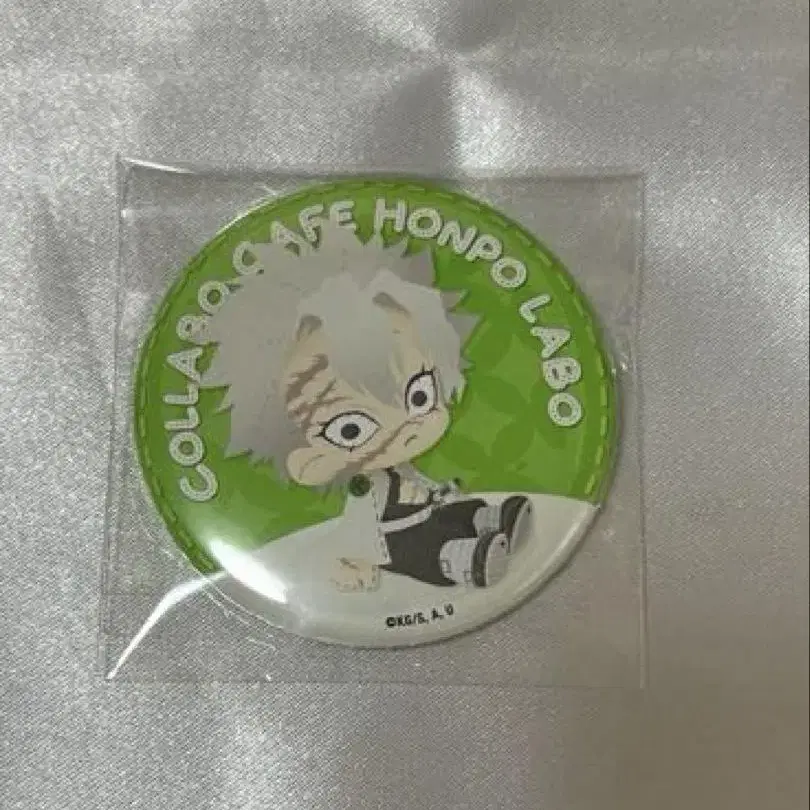 COLLABO CAFE HONPO LABO
©KG/S, A, U